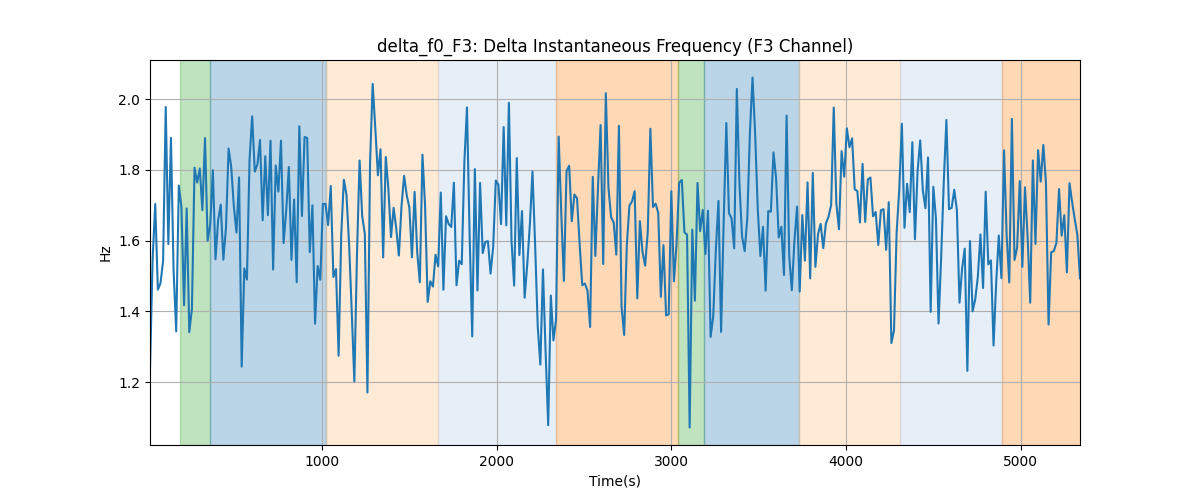 delta_f0_F3: Delta Instantaneous Frequency (F3 Channel)
2.0
1.8
1.6
1.4
1.2
Hz
1000 2000 3000 4000 5000
Time(s)